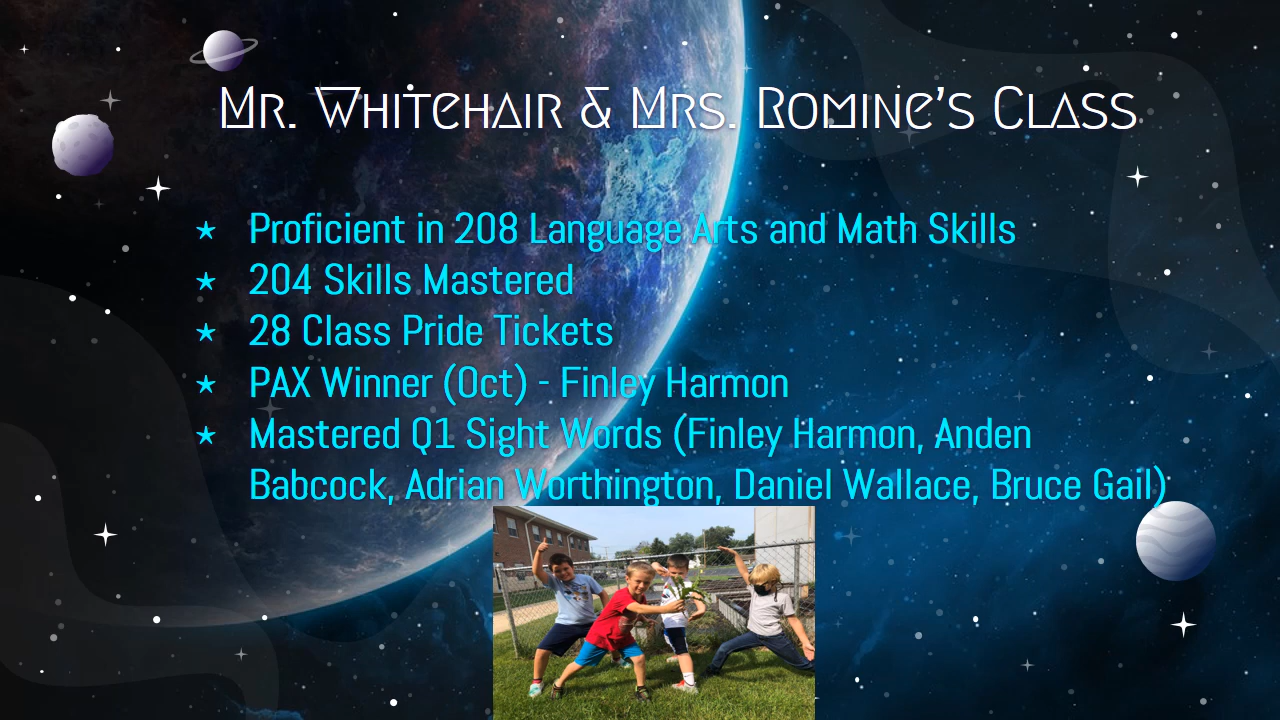 Mr. Whitehair & Mrs. Romine's Class
★ Proficient in 208 Language Arts and Math Skills
★ 204 Skills Mastered
★ 28 Class Pride Tickets
★ PAX Winner (Oct) - Finley Harmon
★ Mastered Q1 Sight Words (Finley Harmon, Anden
Babcock, Adrian Worthington, Daniel Wallace, Bruce Gail)